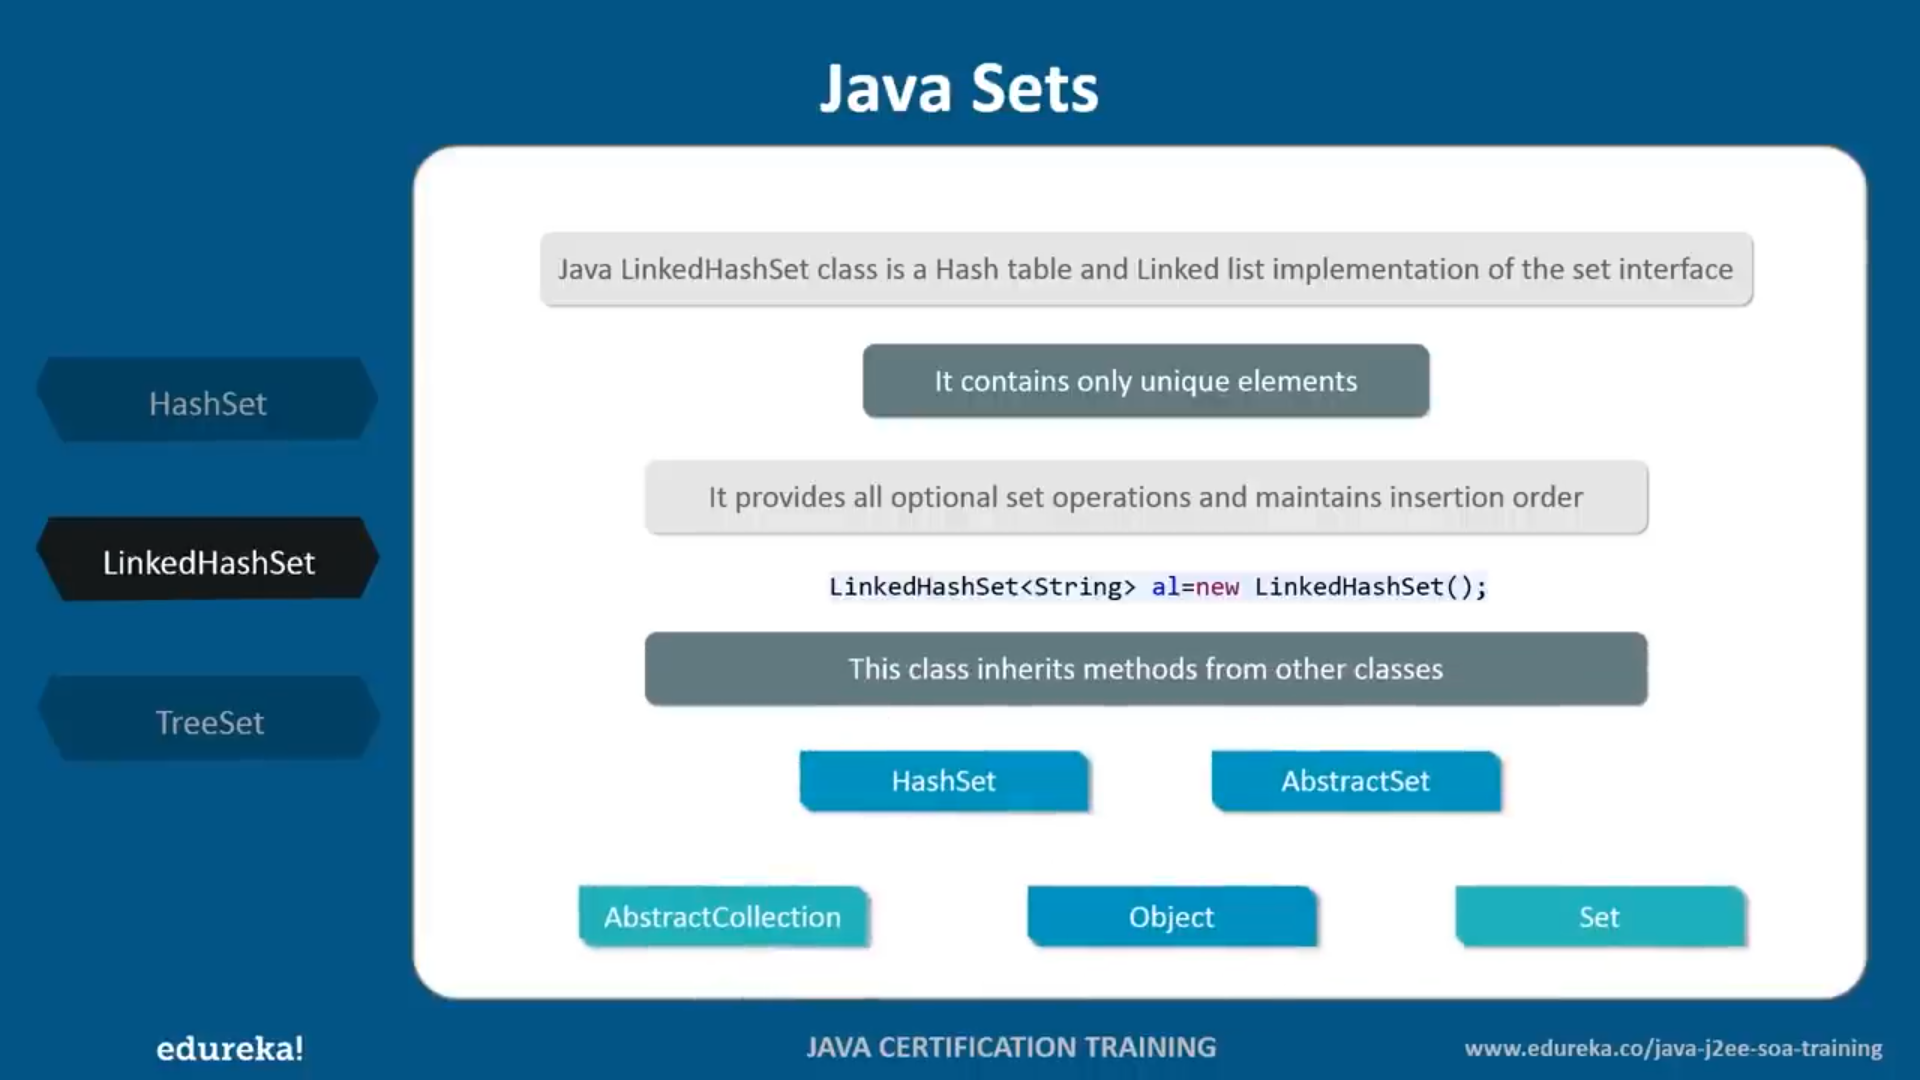 Java Sets
HashSet
LinkedHashSet
TreeSet
Java LinkedHashSet class is a Hash table and Linked list implementation of the set interface
It contains only unique elements
It provides all optional set operations and maintains insertion order
LinkedHashSet<String> al=new LinkedHashSet();
This class inherits methods from other classes
HashSet
AbstractSet
AbstractCollection
Object
Set
edureka!
JAVA CERTIFICATION TRAINING
www.edureka.co/java-j2ee-soa-training